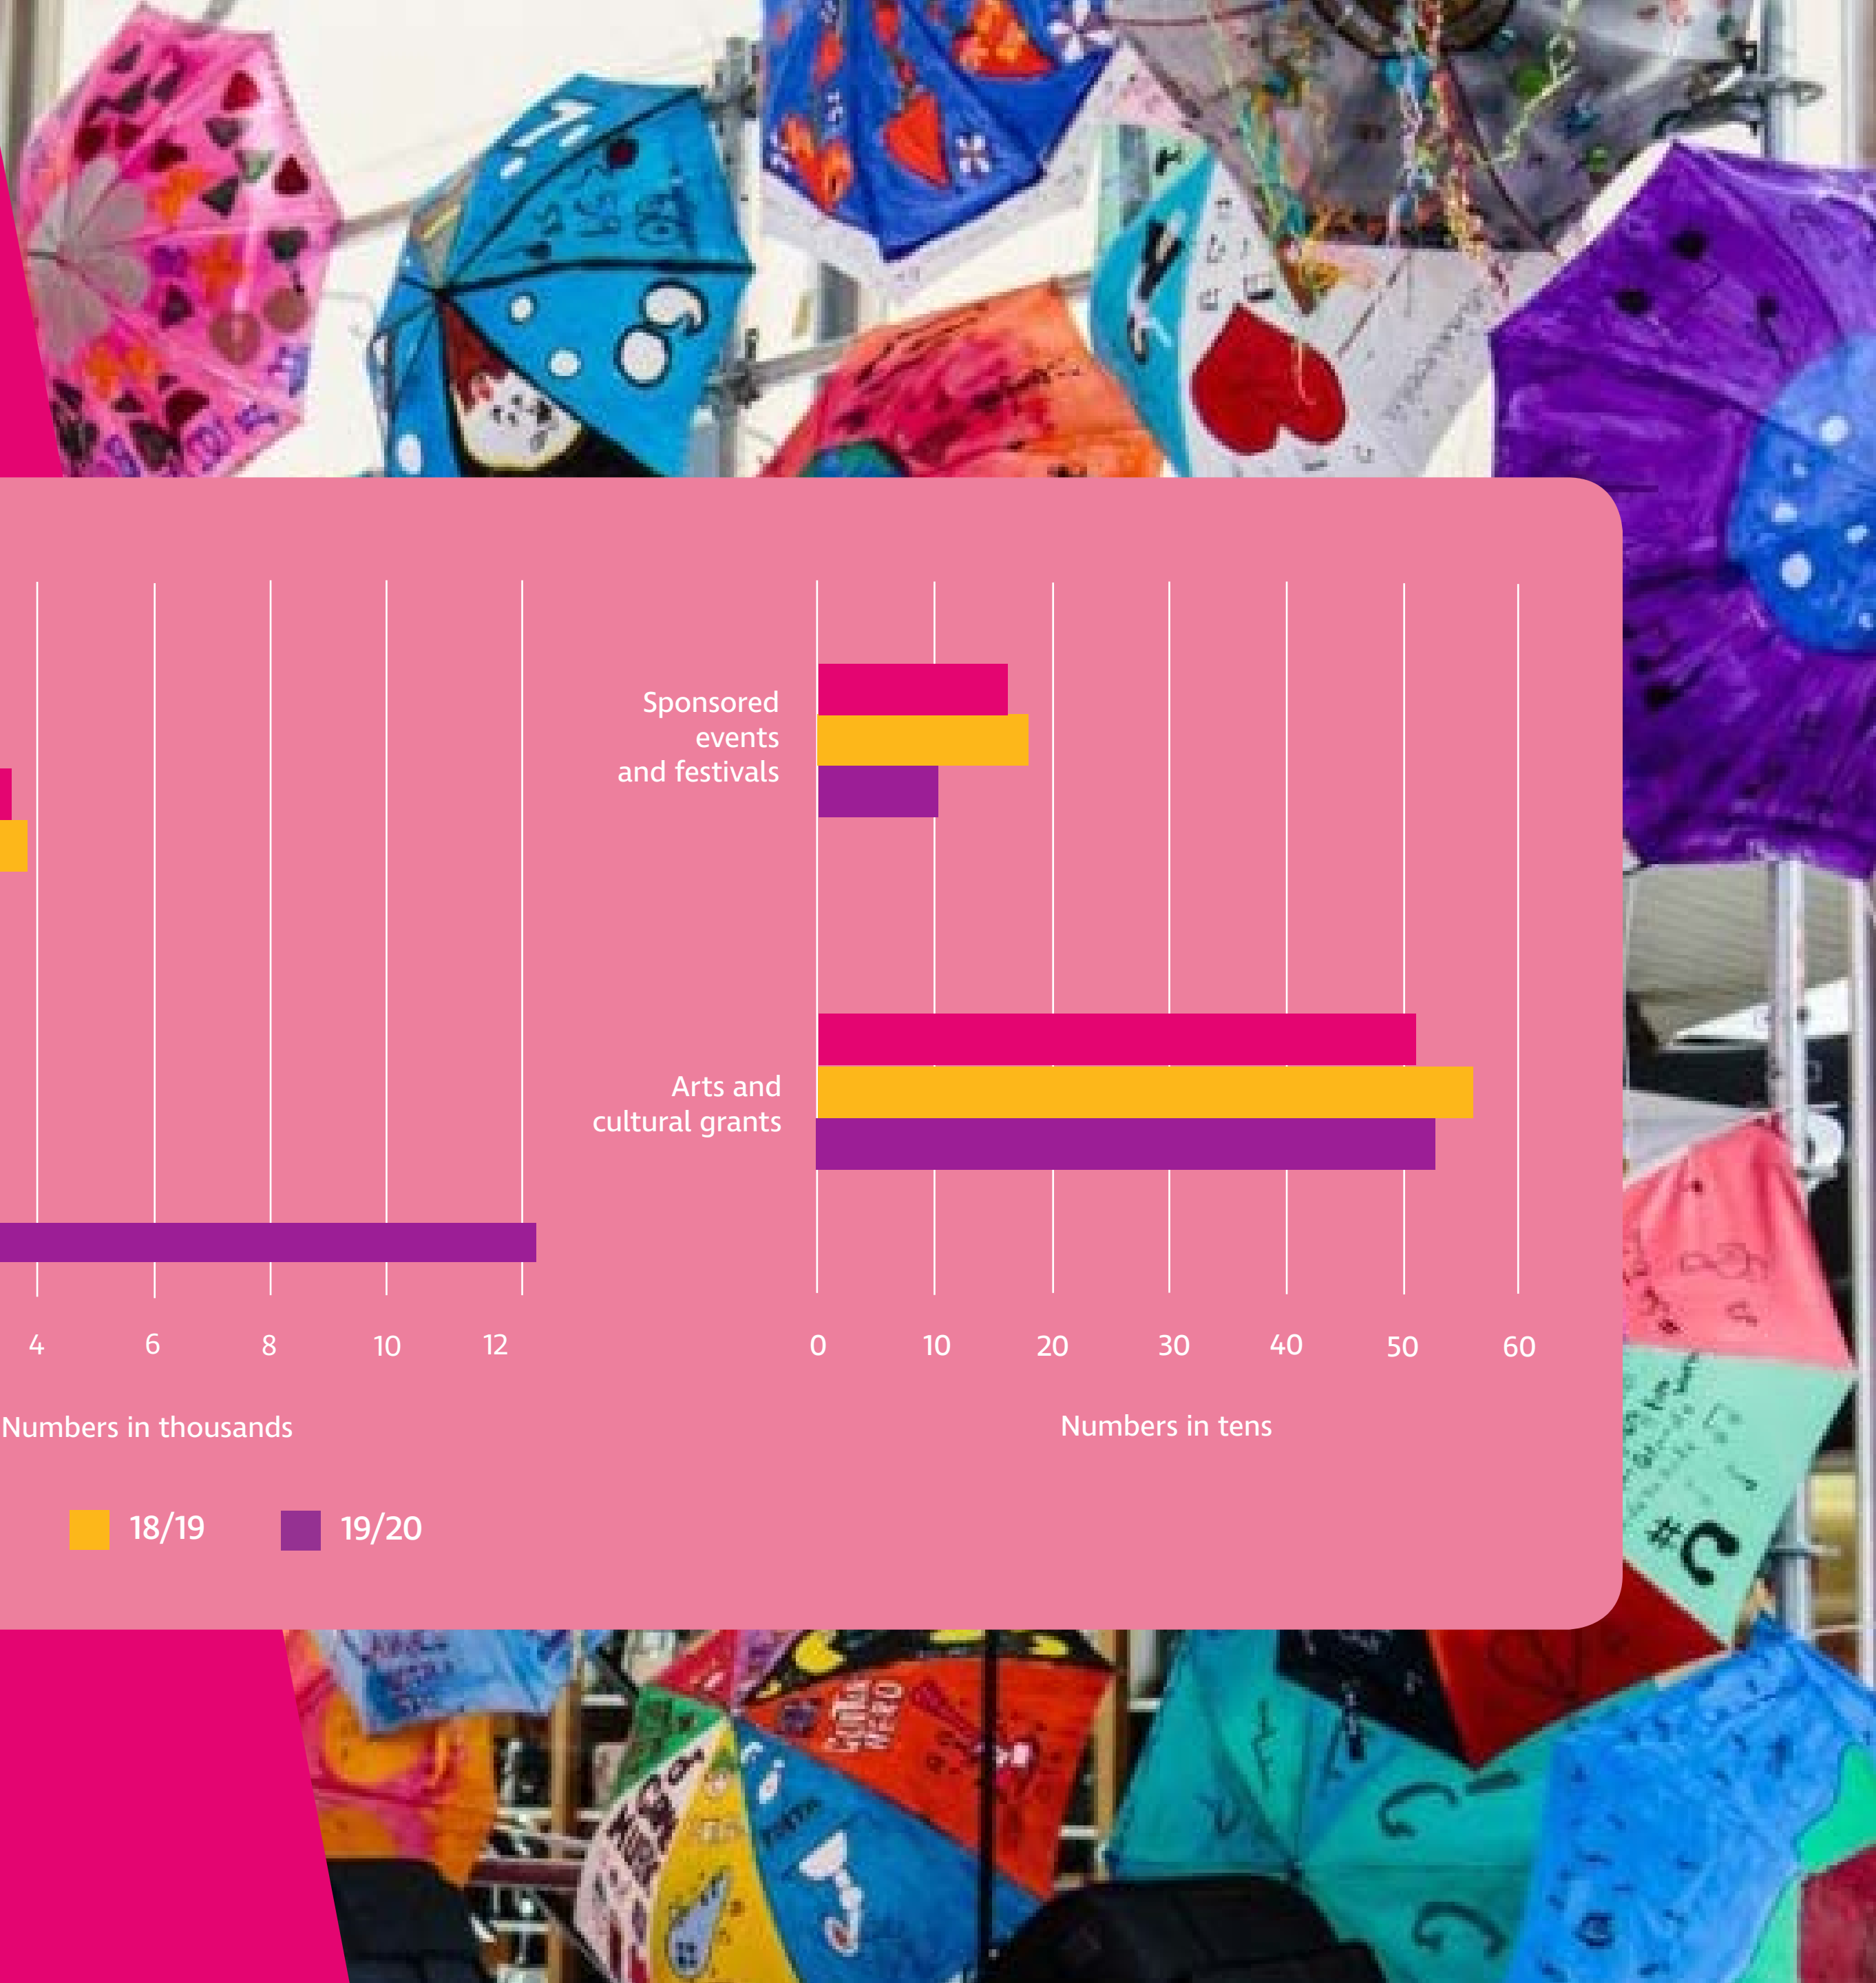 Sponsored
events
and festivals
Arts and
cultural grants
4 6 8 10 12
0 10 20 30 40 50 60
Numbers in thousands
Numbers in tens
18/19 19/20